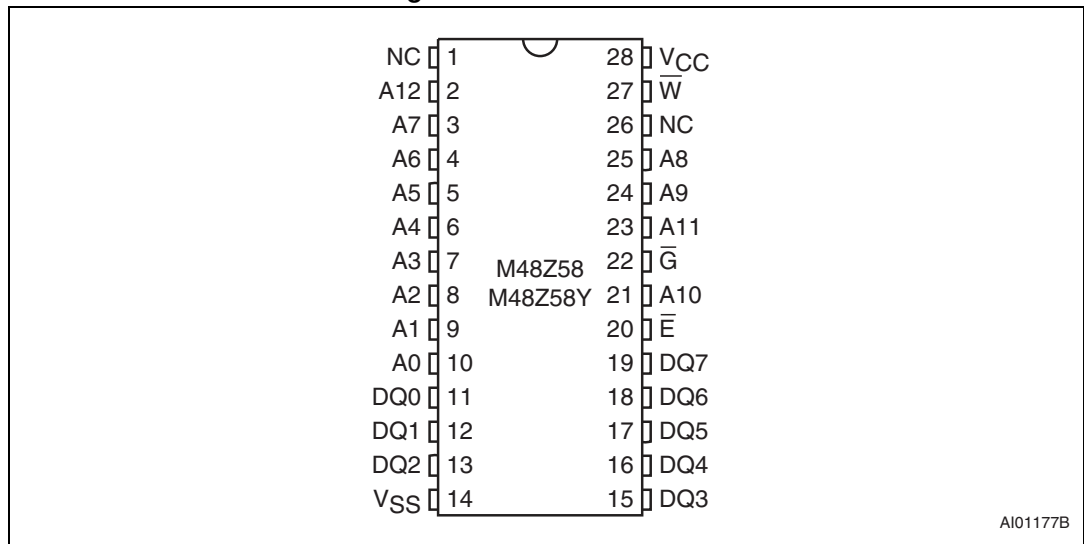 NC 1 28 VCC
A12 2 27 W̅
A7 3 26 NC
A6 4 25 A8
A5 5 24 A9
A4 6 23 A11
A3 7 M48Z58 22 G̅
A2 8 M48Z58Y 21 A10
A1 9 20 E̅
A0 10 19 DQ7
DQ0 11 18 DQ6
DQ1 12 17 DQ5
DQ2 13 16 DQ4
VSS 14 15 DQ3
AI01177B